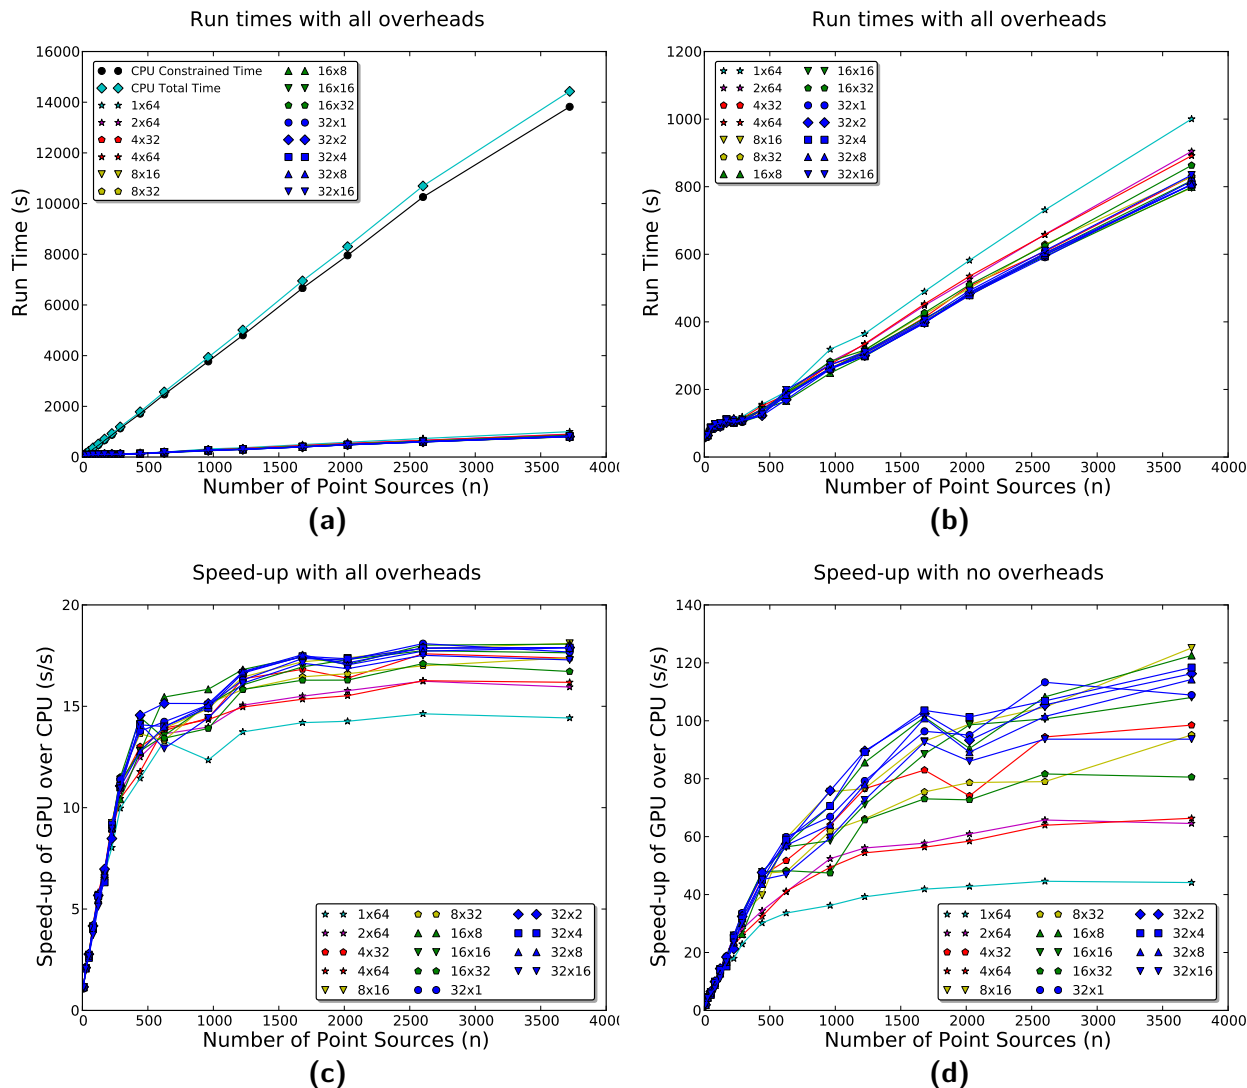 Run times with all overheads
16000
14000
12000
10000
8000
6000
4000
2000
0
Run Time (s)
CPU Constrained Time
CPU Total Time
1x64
2x64
4x32
4x64
8x16
8x32
16x8
16x16
16x32
32x1
32x2
32x4
32x8
32x16
0 500 1000 1500 2000 2500 3000 3500 4000
Number of Point Sources (n)
(a)
Run times with all overheads
1200
1000
800
600
400
200
0
Run Time (s)
1x64
2x64
4x32
4x64
8x16
8x32
16x8
16x16
16x32
32x1
32x2
32x4
32x8
32x16
0 500 1000 1500 2000 2500 3000 3500 4000
Number of Point Sources (n)
(b)
Speed-up with all overheads
20
15
10
5
0
Speed-up of GPU over CPU (s/s)
1x64
2x64
4x32
4x64
8x16
8x32
16x8
16x16
16x32
32x1
32x2
32x4
32x8
32x16
0 500 1000 1500 2000 2500 3000 3500 4000
Number of Point Sources (n)
(c)
Speed-up with no overheads
140
120
100
80
60
40
20
0
Speed-up of GPU over CPU (s/s)
1x64
2x64
4x32
4x64
8x16
8x32
16x8
16x16
16x32
32x1
32x2
32x4
32x8
32x16
0 500 1000 1500 2000 2500 3000 3500 4000
Number of Point Sources (n)
(d)